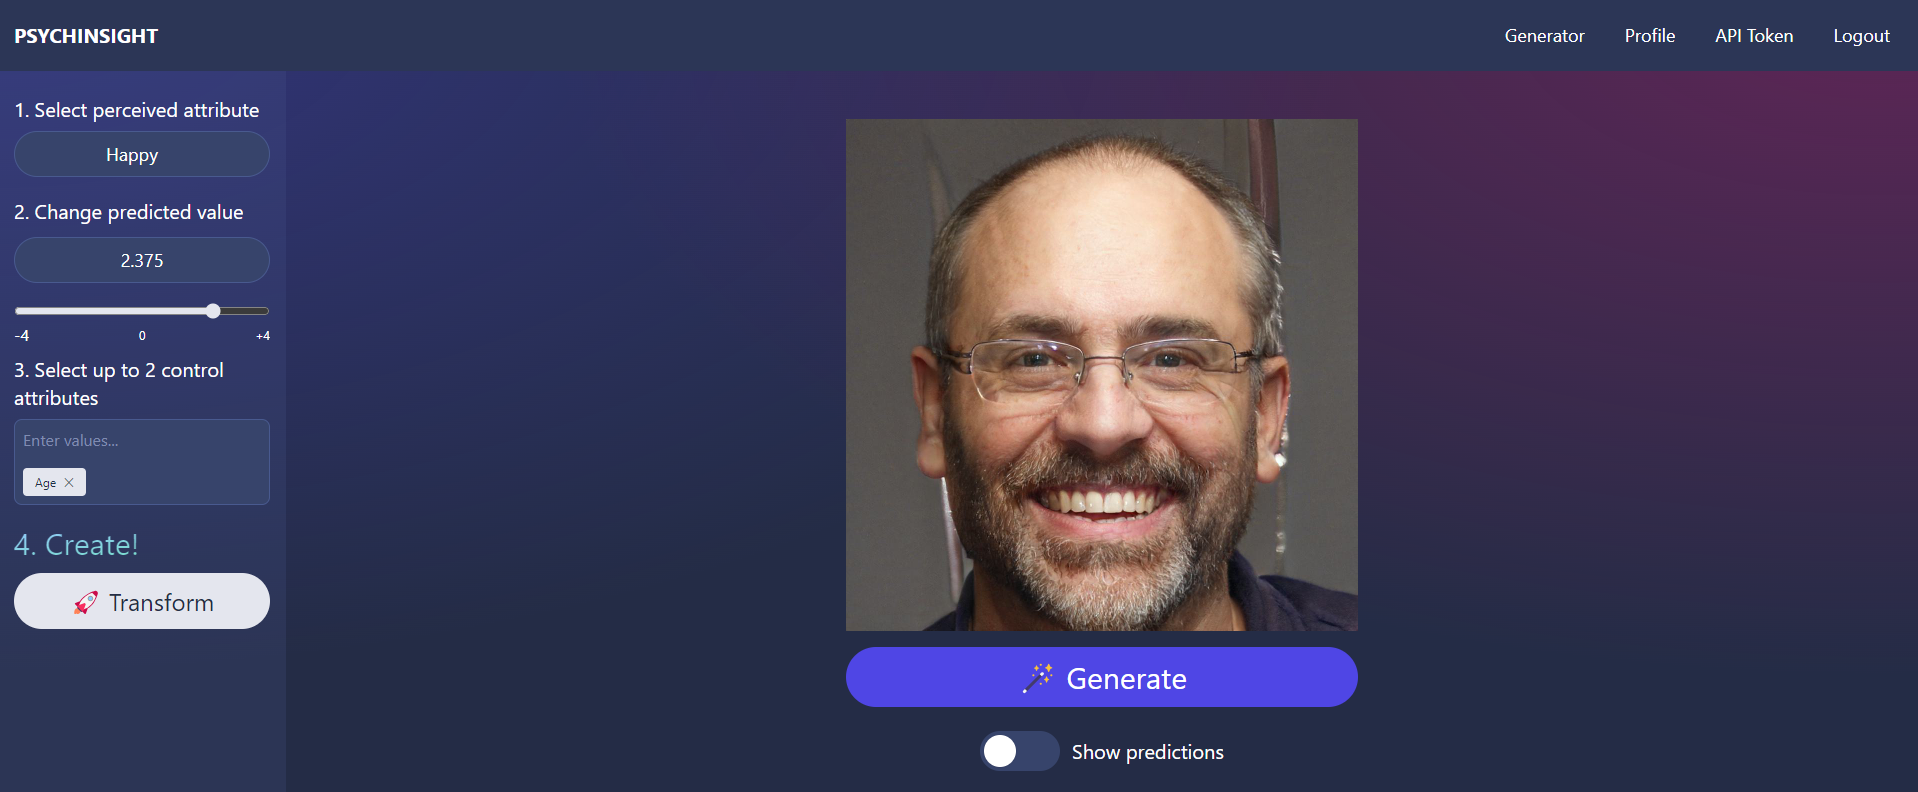 PSYCHINSIGHT
Generator Profile API Token Logout
1. Select perceived attribute
Happy
2. Change predicted value
2.375
-4 0 +4
3. Select up to 2 control
attributes
Enter values...
Age ×
4. Create!
Transform
Generate
Show predictions